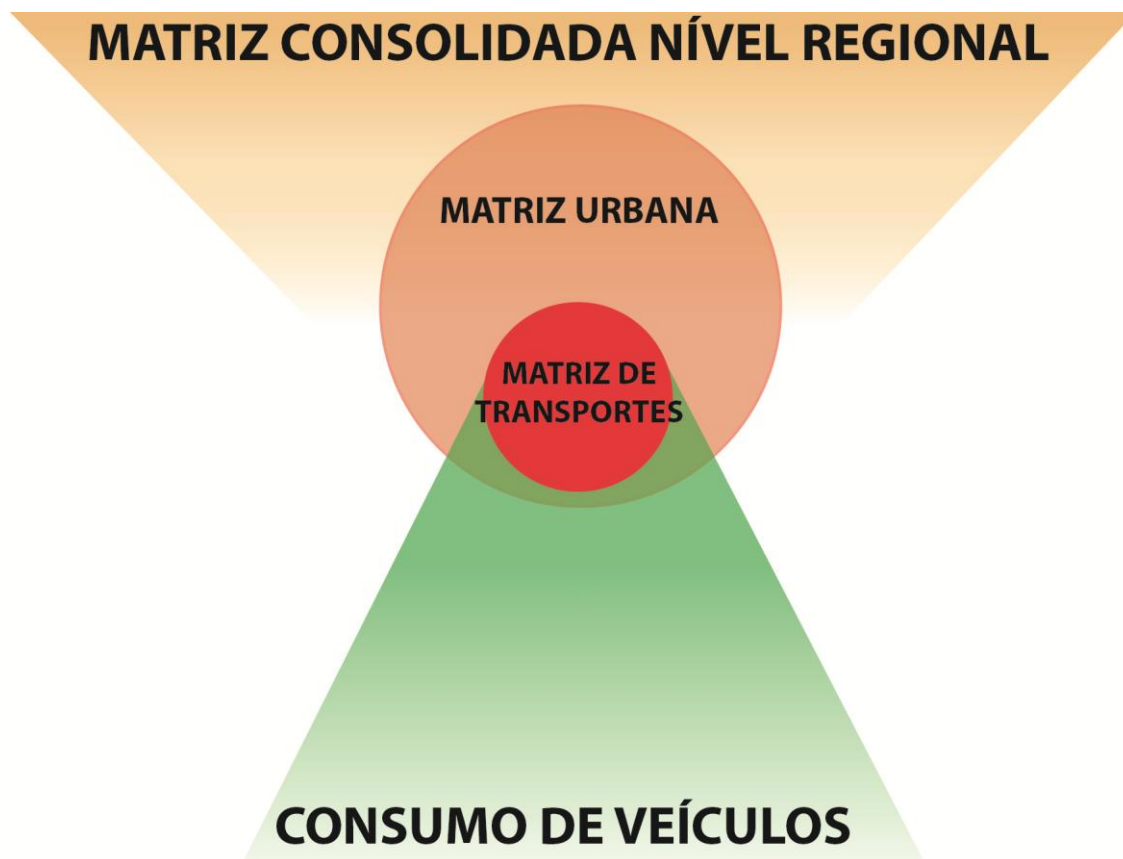 MATRIZ CONSOLIDADA NÍVEL REGIONAL
MATRIZ URBANA
MATRIZ DE
TRANSPORTES
CONSUMO DE VEÍCULOS